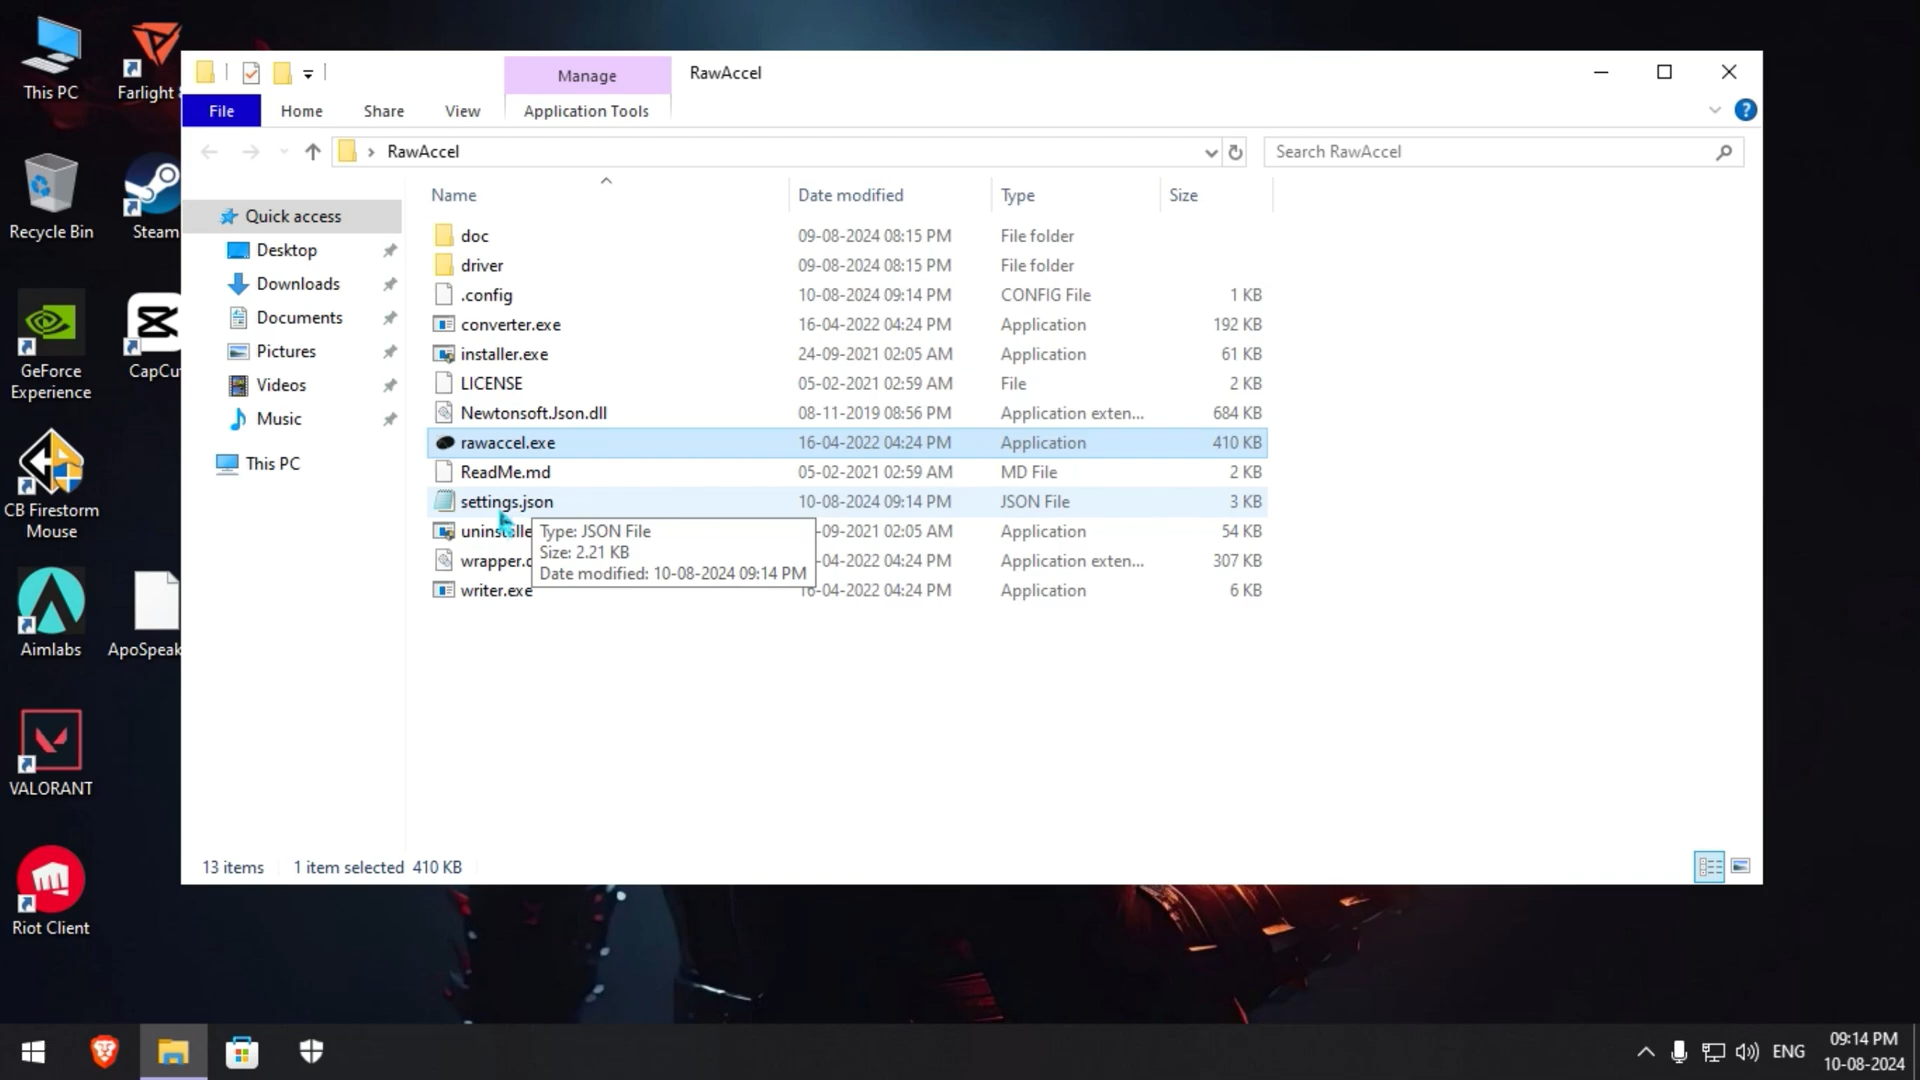 This PC
Farlight
Recycle Bin
Steam
GeForce
Experience
CapCut
CB Firestorm
Mouse
Aimlabs
ApoSpeak
VALORANT
Riot Client
Manage
RawAccel
File
Home
Share
View
Application Tools
RawAccel
Search RawAccel
Quick access
Desktop
Downloads
Documents
Pictures
Videos
Music
This PC
Name Date modified Type Size
doc 09-08-2024 08:15 PM File folder
driver 09-08-2024 08:15 PM File folder
.config 10-08-2024 09:14 PM CONFIG File 1 KB
converter.exe 16-04-2022 04:24 PM Application 192 KB
installer.exe 24-09-2021 02:05 AM Application 61 KB
LICENSE 05-02-2021 02:59 AM File 2 KB
Newtonsoft.Json.dll 08-11-2019 08:56 PM Application exten... 684 KB
rawaccel.exe 16-04-2022 04:24 PM Application 410 KB
ReadMe.md 05-02-2021 02:59 AM MD File 2 KB
settings.json 10-08-2024 09:14 PM JSON File 3 KB
uninstalle -09-2021 02:05 AM Application 54 KB
wrapper.d -04-2022 04:24 PM Application exten... 307 KB
writer.exe 16-04-2022 04:24 PM Application 6 KB
Type: JSON File
Size: 2.21 KB
Date modified: 10-08-2024 09:14 PM
13 items 1 item selected 410 KB
ENG
09:14 PM
10-08-2024